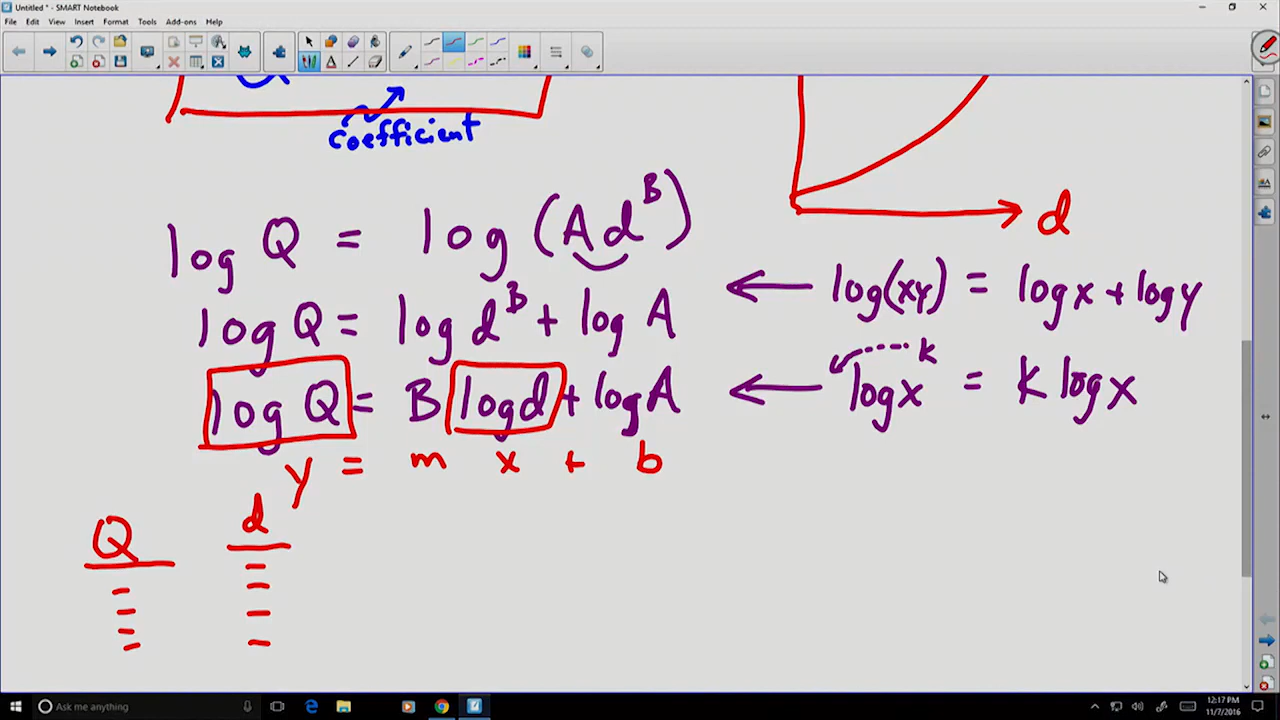 Untitled * - SMART Notebook
File Edit View Insert Format Tools Add-ons Help
coefficient
d
log Q = log (Ad^B)
log(xy) = log x + log y
log Q = log d^B + log A
log x^k = k log x
log Q = B log d + log A
y = m x + b
Q d
Ask me anything
12:17 PM
11/7/2016